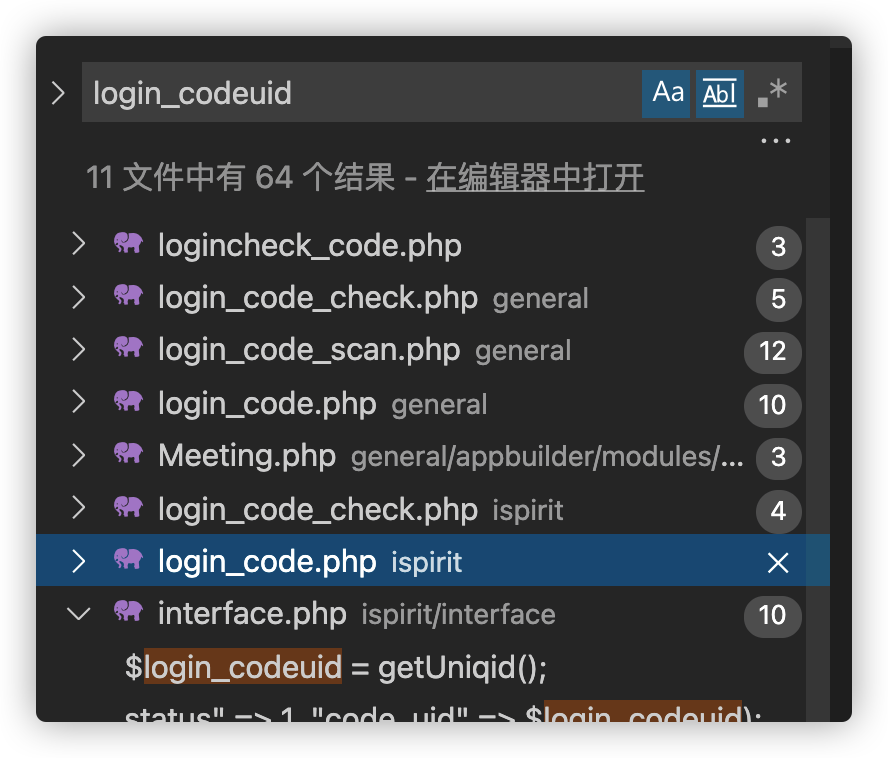 login_codeuid Aa Abl .*
...
11 文件中有 64 个结果 - 在编辑器中打开
logincheck_code.php 3
login_code_check.php general 5
login_code_scan.php general 12
login_code.php general 10
Meeting.php general/appbuilder/modules/... 3
login_code_check.php ispirit 4
login_code.php ispirit
interface.php ispirit/interface 10
$login_codeuid = getUniqid();
status" => 1, "code_uid" => $login_codeuid);